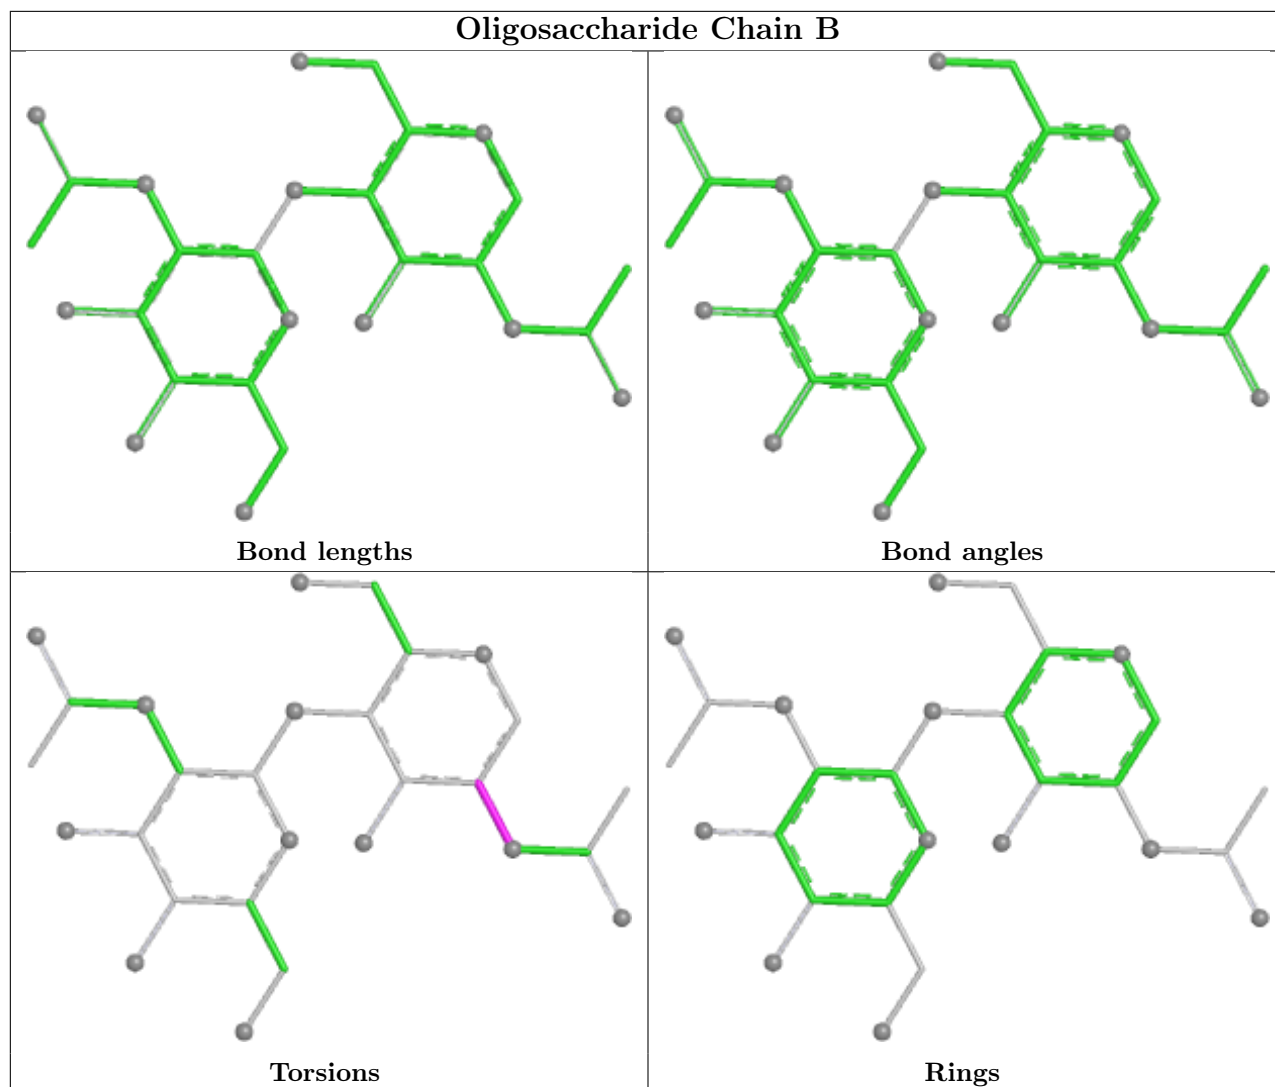 Oligosaccharide Chain B
Bond lengths
Bond angles
Torsions
Rings